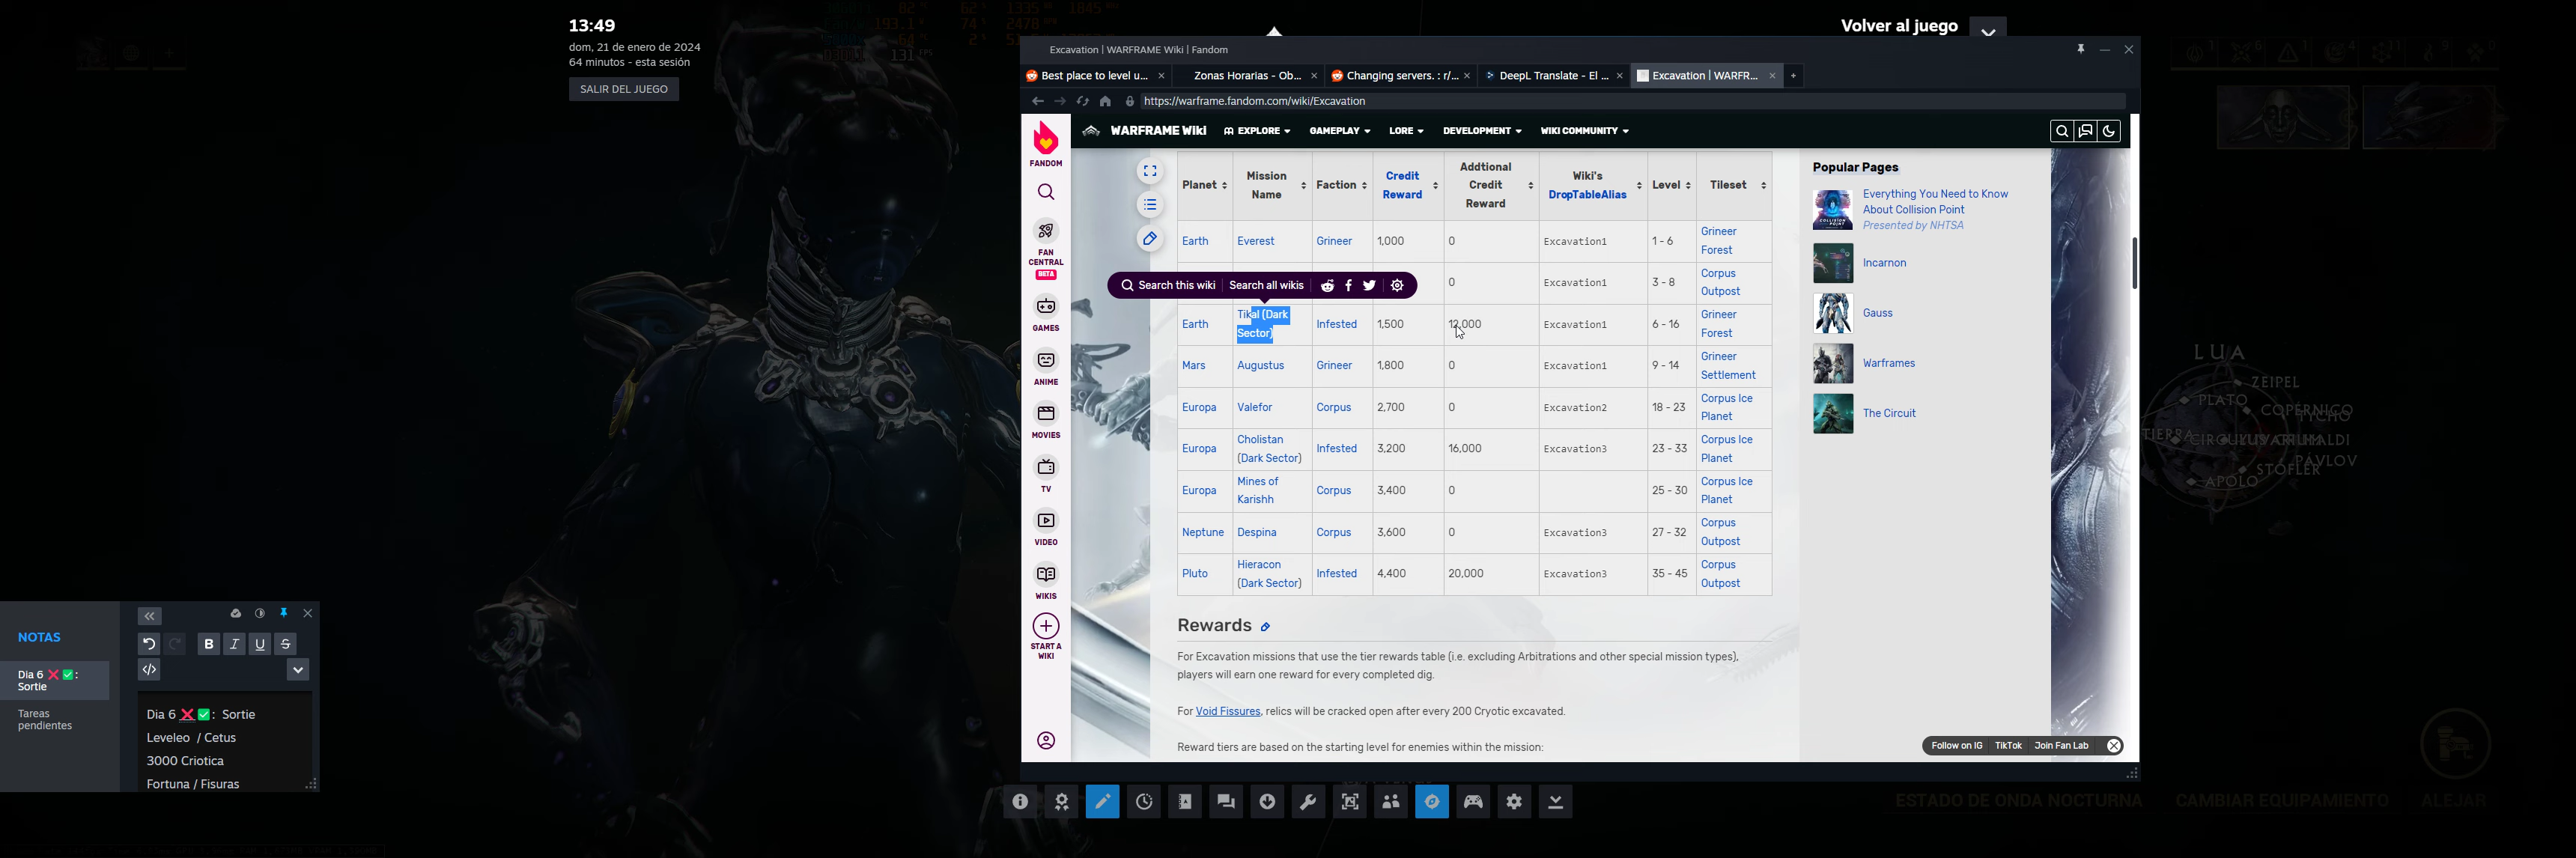 13:49
dom, 21 de enero de 2024
64 minutos - esta sesión
SALIR DEL JUEGO
Volver al juego
Excavation | WARFRAME Wiki | Fandom
Best place to level u... Zonas Horarias - Ob... Changing servers. : r/... DeepL Translate - El ... Excavation | WARFR...
https://warframe.fandom.com/wiki/Excavation
WARFRAME Wiki EXPLORE GAMEPLAY LORE DEVELOPMENT WIKI COMMUNITY
FANDOM
FAN CENTRAL
BETA
GAMES
ANIME
MOVIES
TV
VIDEO
WIKIS
START A WIKI
Planet Mission Name Faction Credit Reward Addtional Credit Reward Wiki's DropTableAlias Level Tileset
Earth Everest Grineer 1,000 0 Excavation1 1 - 6 Grineer Forest
Search this wiki Search all wikis
0 Excavation1 3 - 8 Corpus Outpost
Earth Tikal (Dark Sector) Infested 1,500 12,000 Excavation1 6 - 16 Grineer Forest
Mars Augustus Grineer 1,800 0 Excavation1 9 - 14 Grineer Settlement
Europa Valefor Corpus 2,700 0 Excavation2 18 - 23 Corpus Ice Planet
Europa Cholistan (Dark Sector) Infested 3,200 16,000 Excavation3 23 - 33 Corpus Ice Planet
Europa Mines of Karishh Corpus 3,400 0 25 - 30 Corpus Ice Planet
Neptune Despina Corpus 3,600 0 Excavation3 27 - 32 Corpus Outpost
Pluto Hieracon (Dark Sector) Infested 4,400 20,000 Excavation3 35 - 45 Corpus Outpost
Rewards
For Excavation missions that use the tier rewards table (i.e. excluding Arbitrations and other special mission types),
players will earn one reward for every completed dig.
For Void Fissures, relics will be cracked open after every 200 Cryotic excavated.
Reward tiers are based on the starting level for enemies within the mission:
Popular Pages
Everything You Need to Know
About Collision Point
Presented by NHTSA
Incarnon
Gauss
Warframes
The Circuit
Follow on IG TikTok Join Fan Lab
NOTAS
Dia 6 ❌ ✅ :
Sortie
Tareas
pendientes
B I U S
Dia 6 ❌✅: Sortie
Leveleo / Cetus
3000 Criotica
Fortuna / Fisuras
LUA
ZEIPEL
PLATO
COPÉRNICO
TYCHO
TIERRA
PAVLOV
STÖFLER
APOLO
ESTADO DE ONDA NOCTURNA CAMBIAR EQUIPAMIENTO ALEJAR